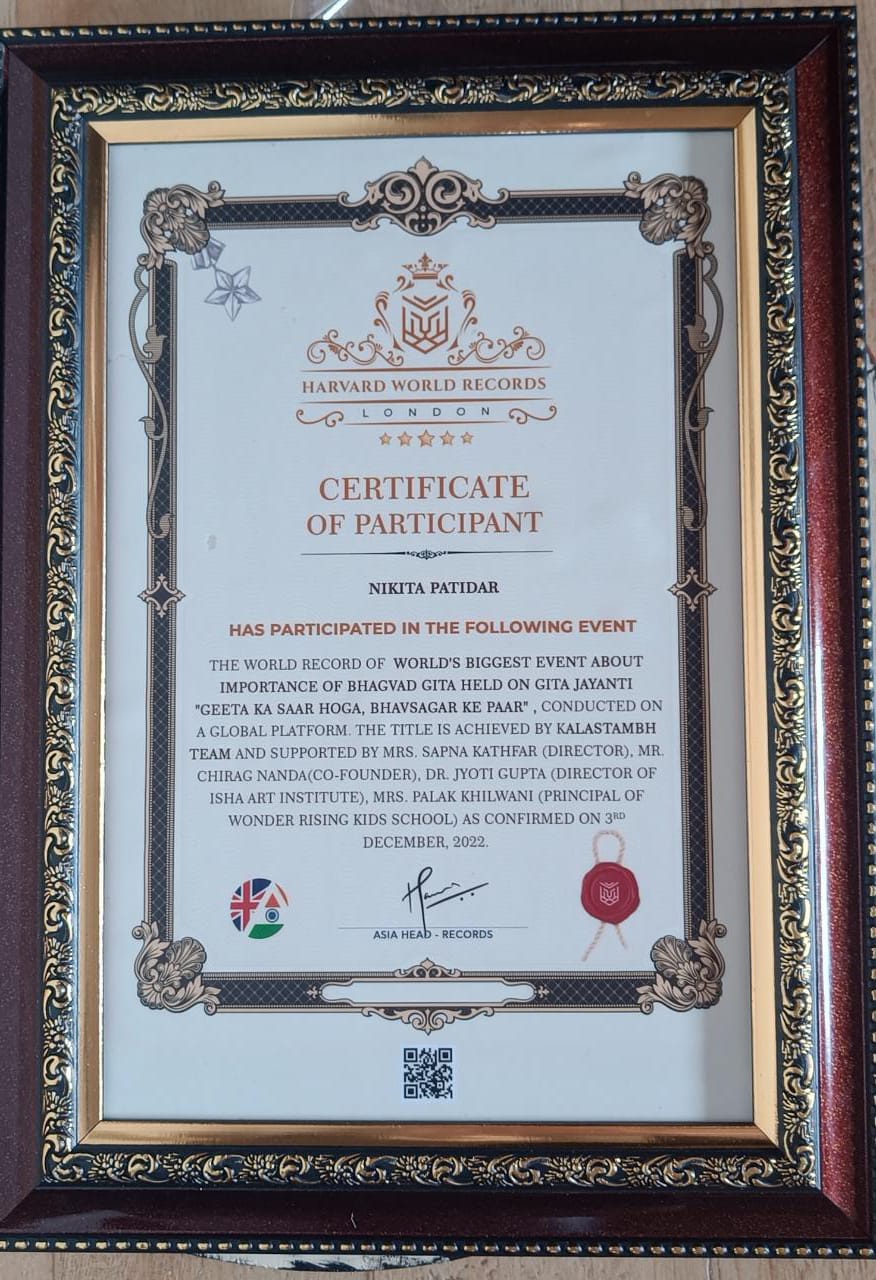 HARVARD WORLD RECORDS
LONDON
CERTIFICATE
OF PARTICIPANT
NIKITA PATIDAR
HAS PARTICIPATED IN THE FOLLOWING EVENT
THE WORLD RECORD OF WORLD'S BIGGEST EVENT ABOUT
IMPORTANCE OF BHAGVAD GITA HELD ON GITA JAYANTI
"GEETA KA SAAR HOGA, BHAVSAGAR KE PAAR" , CONDUCTED ON
A GLOBAL PLATFORM. THE TITLE IS ACHIEVED BY KALASTAMBH
TEAM AND SUPPORTED BY MRS. SAPNA KATHFAR (DIRECTOR), MR.
CHIRAG NANDA(CO-FOUNDER), DR. JYOTI GUPTA (DIRECTOR OF
ISHA ART INSTITUTE), MRS. PALAK KHILWANI (PRINCIPAL OF
WONDER RISING KIDS SCHOOL) AS CONFIRMED ON 3RD
DECEMBER, 2022.
ASIA HEAD - RECORDS